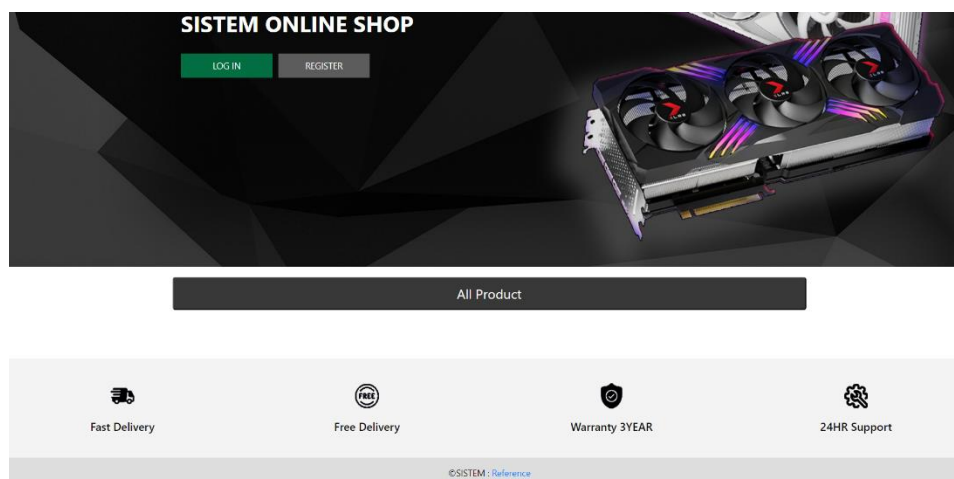 SISTEM ONLINE SHOP
LOG IN
REGISTER
All Product
FREE
Fast Delivery
Free Delivery
Warranty 3YEAR
24HR Support
©SISTEM : Reference